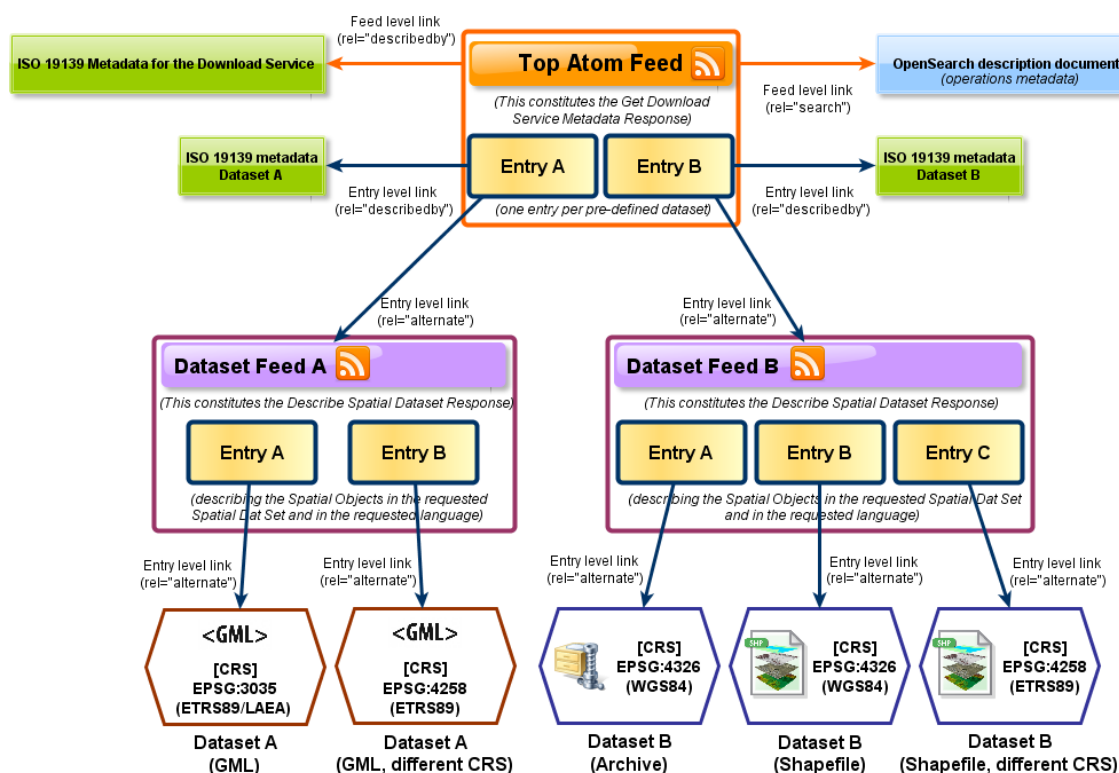 Feed level link
(rel="describedby")
ISO 19139 Metadata for the Download Service
Top Atom Feed
OpenSearch description document
(operations metadata)
Feed level link
(rel="search")
(This constitutes the Get Download
Service Metadata Response)
ISO 19139 metadata
Dataset A
Entry A
Entry B
ISO 19139 metadata
Dataset B
Entry level link
(rel="describedby")
(one entry per pre-defined dataset)
Entry level link
(rel="describedby")
Entry level link
(rel="alternate")
Entry level link
(rel="alternate")
Dataset Feed A
(This constitutes the Describe Spatial Dataset Response)
Entry A
Entry B
(describing the Spatial Objects in the requested
Spatial Dat Set and in the requested language)
Dataset Feed B
(This constitutes the Describe Spatial Dataset Response)
Entry A
Entry B
Entry C
(describing the Spatial Objects in the requested Spatial Dat Set
and in the requested language)
Entry level link
(rel="alternate")
Entry level link
(rel="alternate")
Entry level link
(rel="alternate")
Entry level link
(rel="alternate")
Entry level link
(rel="alternate")
<GML>
[CRS]
EPSG:3035
(ETRS89/LAEA)
Dataset A
(GML)
<GML>
[CRS]
EPSG:4258
(ETRS89)
Dataset A
(GML, different CRS)
[CRS]
EPSG:4326
(WGS84)
Dataset B
(Archive)
SHP
[CRS]
EPSG:4326
(WGS84)
Dataset B
(Shapefile)
SHP
[CRS]
EPSG:4258
(ETRS89)
Dataset B
(Shapefile, different CRS)